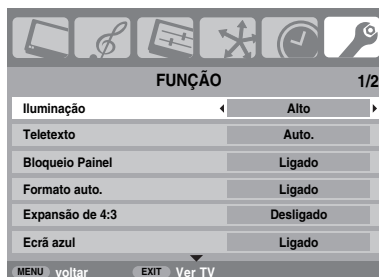 FUNÇÃO 1/2
Iluminação Alto
Teletexto Auto.
Bloqueio Painel Ligado
Formato auto. Ligado
Expansão de 4:3 Desligado
Ecrã azul Ligado
MENU voltar EXIT Ver TV